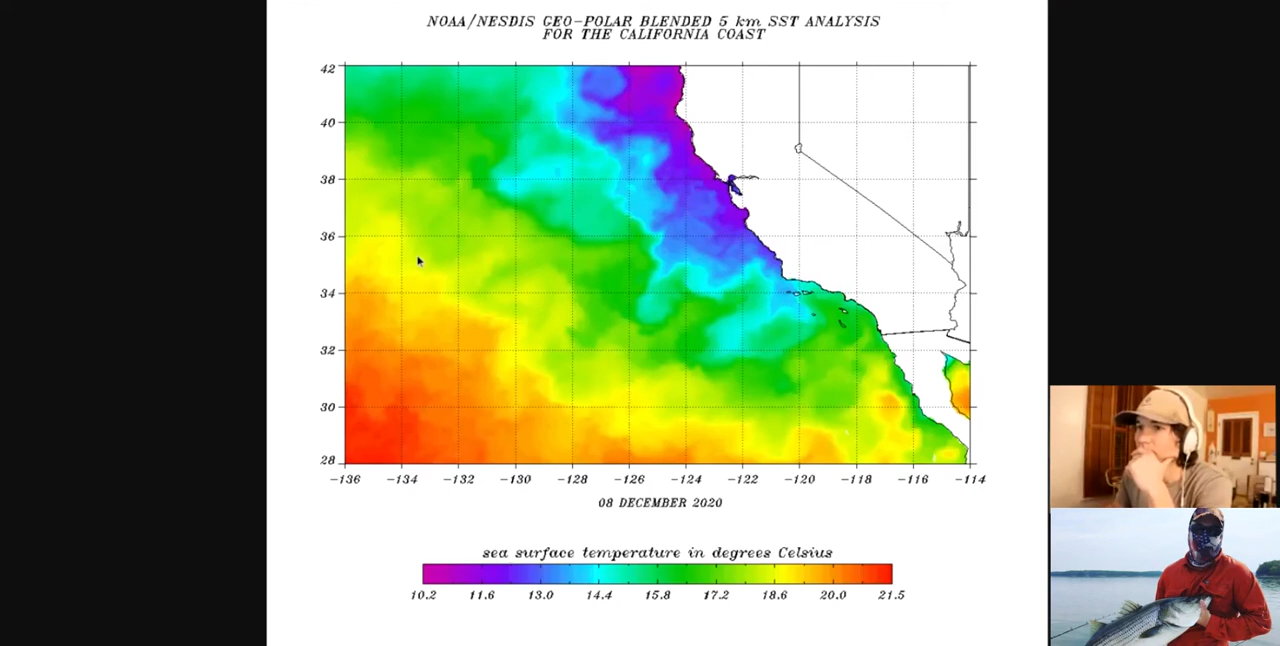 NOAA/NESDIS GEO-POLAR BLENDED 5 km SST ANALYSIS
FOR THE CALIFORNIA COAST
42
40
38
36
34
32
30
28
-136 -134 -132 -130 -128 -126 -124 -122 -120 -118 -116 -114
08 DECEMBER 2020
sea surface temperature in degrees Celsius
10.2 11.6 13.0 14.4 15.8 17.2 18.6 20.0 21.5